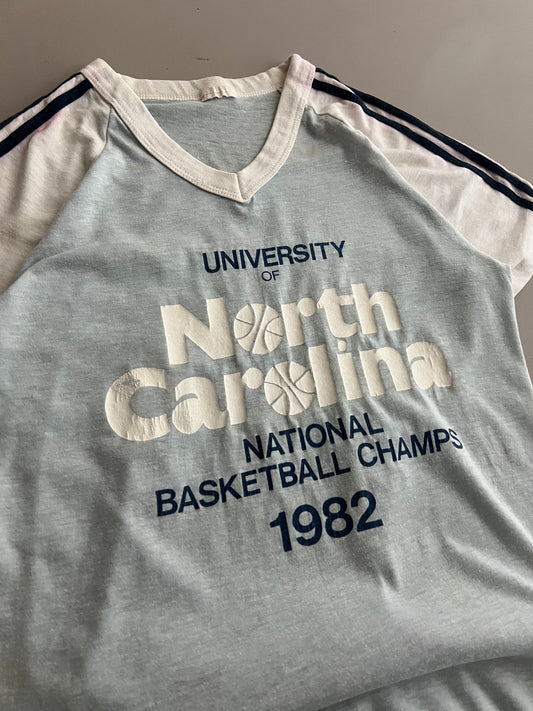 UNIVERSITY
OF
North
Carolina
NATIONAL
BASKETBALL CHAMPS
1982